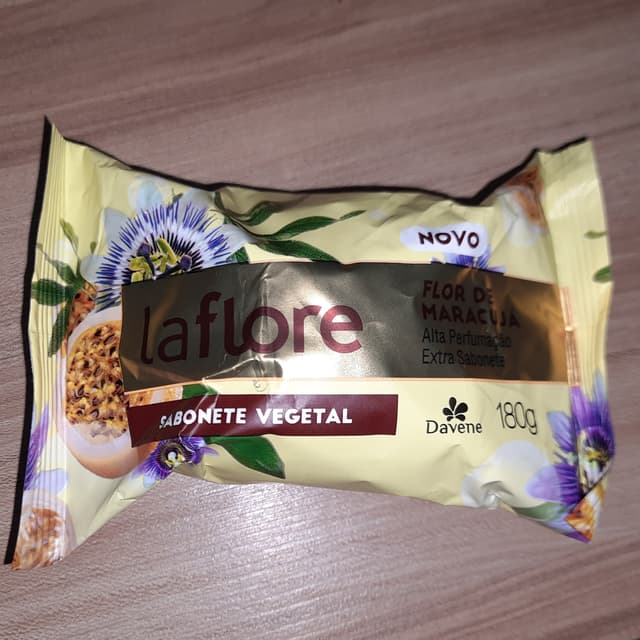 NOVO
laflore
FLOR DE
MARACUJÁ
Alta Perfumação
Extra Sabonete
SABONETE VEGETAL
Davene
180g